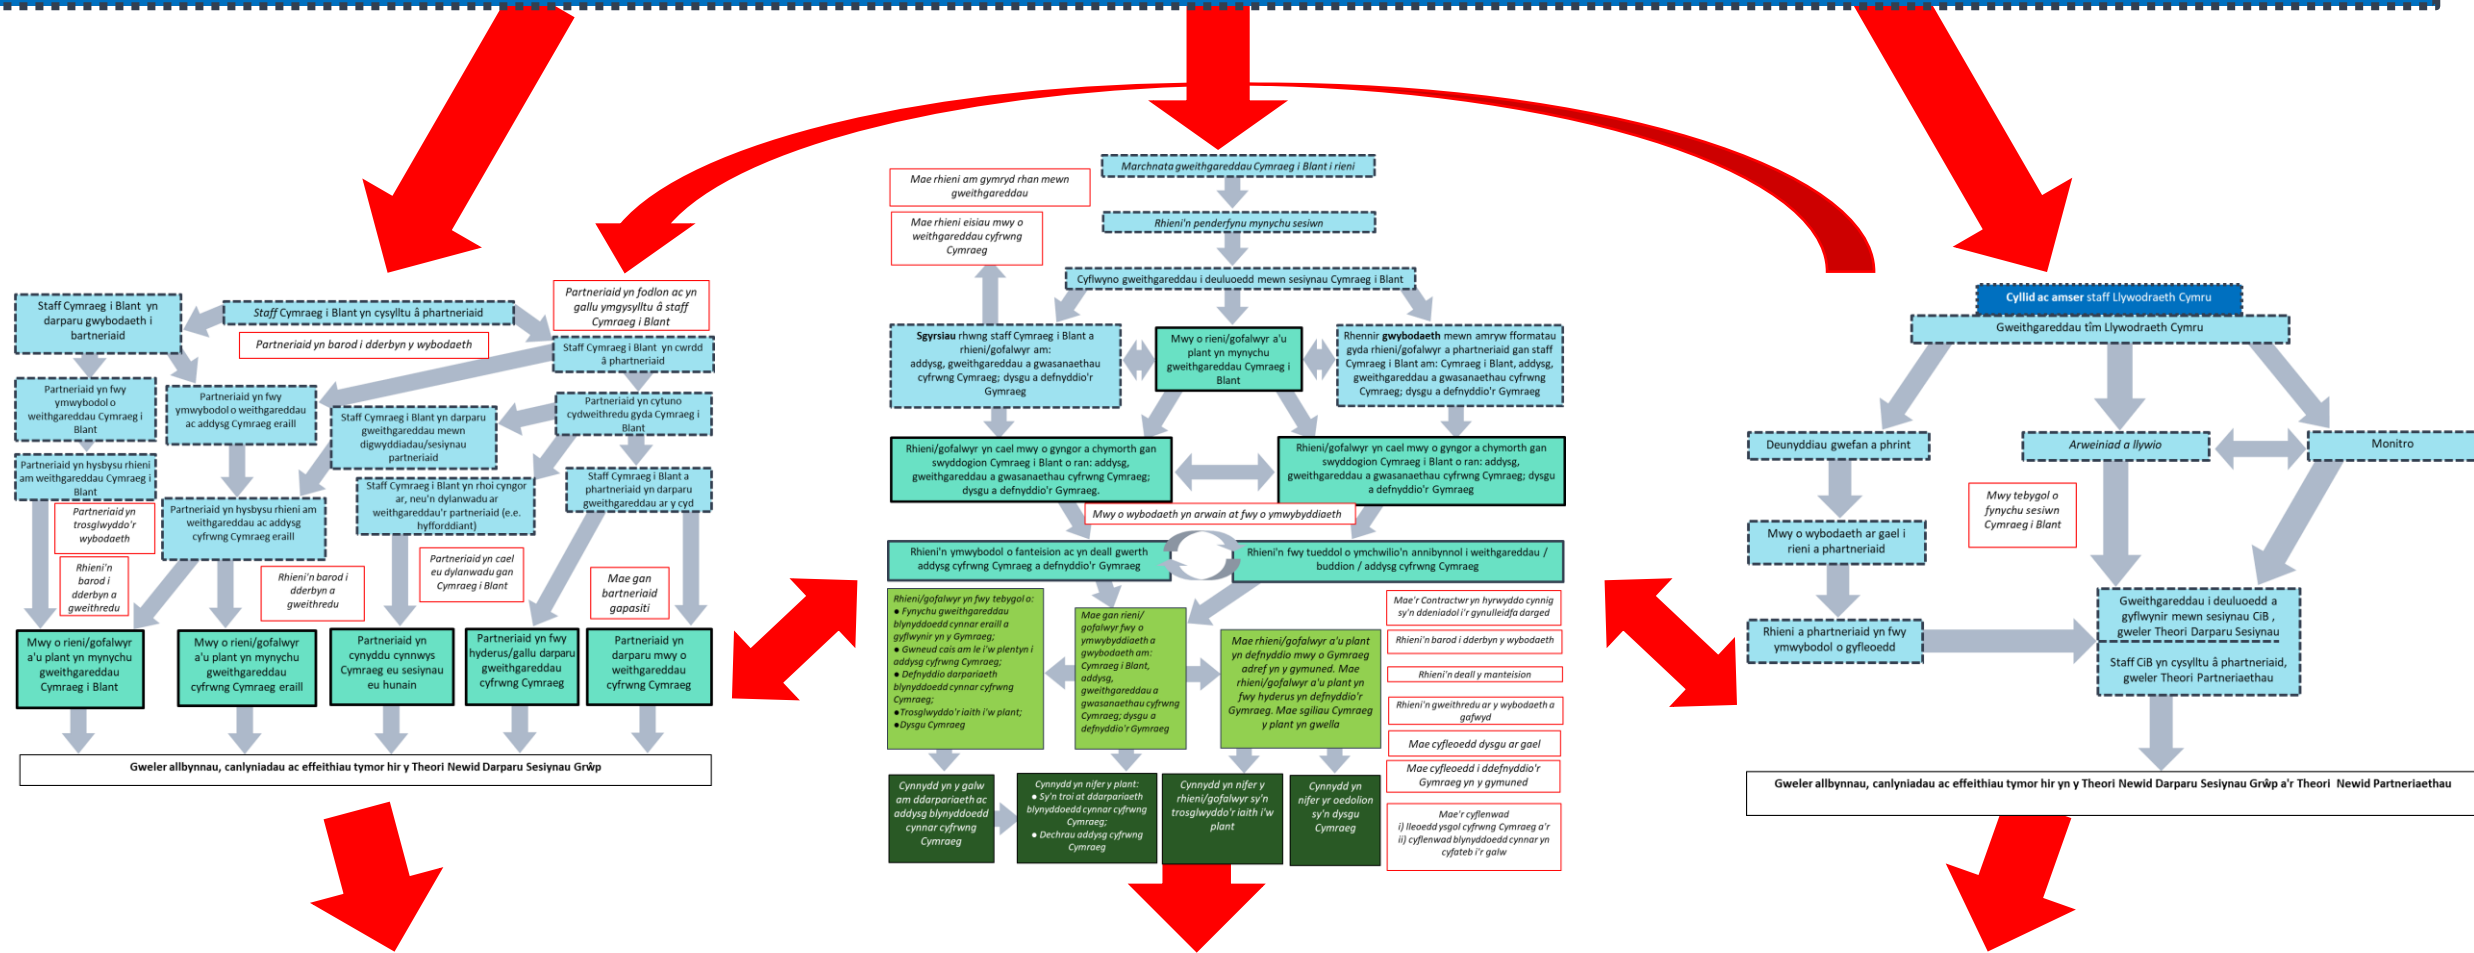 Staff Cymraeg i Blant yn
darparu gwybodaeth i
bartneriaid
Staff Cymraeg i Blant yn cysylltu â phartneriaid
Partneriaid yn fodlon ac yn
gallu ymgysylltu â staff
Cymraeg i Blant
Partneriaid yn barod i dderbyn y wybodaeth
Staff Cymraeg i Blant yn cwrdd
â phartneriaid
Partneriaid yn fwy
ymwybodol o
weithgareddau Cymraeg i
Blant
Partneriaid yn fwy
ymwybodol o weithgareddau
ac addysg Cymraeg eraill
Staff Cymraeg i Blant yn darparu
gweithgareddau mewn
digwyddiadau/sesiynau
partneriaid
Partneriaid yn cytuno
cydweithredu gyda Cymraeg i
Blant
Partneriaid yn hysbysu rhieni
am weithgareddau Cymraeg i
Blant
Partneriaid yn
trosglwyddo'r
wybodaeth
Partneriaid yn hysbysu rhieni am
weithgareddau ac addysg
cyfrwng Cymraeg eraill
Staff Cymraeg i Blant yn rhoi cyngor
ar, neu'n dylanwadu ar
weithgareddau'r partneriaid (e.e.
hyfforddiant)
Staff Cymraeg i Blant a
phartneriaid yn darparu
gweithgareddau ar y cyd
Rhieni'n
barod i
dderbyn a
gweithredu
Rhieni'n barod i
dderbyn a
gweithredu
Partneriaid yn cael
eu dylanwadu gan
Cymraeg i Blant
Mae gan
bartneriaid
gapasiti
Mwy o rieni/gofalwyr
a'u plant yn mynychu
gweithgareddau
Cymraeg i Blant
Mwy o rieni/gofalwyr
a'u plant yn mynychu
gweithgareddau
cyfrwng Cymraeg eraill
Partneriaid yn
cynyddu cynnwys
Cymraeg eu sesiynau
eu hunain
Partneriaid yn fwy
hyderus/gallu darparu
gweithgareddau
cyfrwng Cymraeg
Partneriaid yn
darparu mwy o
weithgareddau
cyfrwng Cymraeg
Gweler allbynnau, canlyniadau ac effeithiau tymor hir y Theori Newid Darparu Sesiynau Grŵp
Marchnata gweithgareddau Cymraeg i Blant i rieni
Mae rhieni am gymryd rhan mewn
gweithgareddau
Mae rhieni eisiau mwy o
weithgareddau cyfrwng
Cymraeg
Rhieni'n penderfynu mynychu sesiwn
Cyflwyno gweithgareddau i deuluoedd mewn sesiynau Cymraeg i Blant
Sgyrsiau rhwng staff Cymraeg i Blant a
rhieni/gofalwyr am:
addysg, gweithgareddau a gwasanaethau
cyfrwng Cymraeg; dysgu a defnyddio'r
Gymraeg
Mwy o rieni/gofalwyr a'u
plant yn mynychu
gweithgareddau Cymraeg i
Blant
Rhennir gwybodaeth mewn amryw fformatau
gyda rhieni/gofalwyr a phartneriaid gan staff
Cymraeg i Blant am: Cymraeg i Blant, addysg,
gweithgareddau a gwasanaethau cyfrwng
Cymraeg; dysgu a defnyddio'r Gymraeg
Rhieni/gofalwyr yn cael mwy o gyngor a chymorth gan
swyddogion Cymraeg i Blant o ran: addysg,
gweithgareddau a gwasanaethau cyfrwng Cymraeg;
dysgu a defnyddio'r Gymraeg.
Rhieni/gofalwyr yn cael mwy o gyngor a chymorth gan
swyddogion Cymraeg i Blant o ran: addysg,
gweithgareddau a gwasanaethau cyfrwng Cymraeg; dysgu
a defnyddio'r Gymraeg
Mwy o wybodaeth yn arwain at fwy o ymwybyddiaeth
Rhieni'n ymwybodol o fanteision ac yn deall gwerth
addysg cyfrwng Cymraeg a defnyddio'r Gymraeg
Rhieni'n fwy tueddol o ymchwilio'n annibynnol i weithgareddau /
buddion / addysg cyfrwng Cymraeg
Rhieni/gofalwyr yn fwy tebygol o:
● Fynychu gweithgareddau
blynyddoedd cynnar eraill a
gyflwynir yn y Gymraeg;
● Gwneud cais am le i'w plentyn i
addysg cyfrwng Cymraeg;
● Defnyddio darpariaeth
blynyddoedd cynnar cyfrwng
Cymraeg;
●Trosglwyddo'r iaith i'w plant;
●Dysgu Cymraeg
Mae gan rieni/
gofalwyr fwy o
ymwybyddiaeth a
gwybodaeth am:
Cymraeg i Blant,
addysg,
gweithgareddau a
gwasanaethau cyfrwng
Cymraeg; dysgu a
defnyddio'r Gymraeg
Mae rhieni/gofalwyr a'u plant
yn defnyddio mwy o Gymraeg
adref yn y gymuned. Mae
rhieni/gofalwyr a'u plant yn
fwy hyderus yn defnyddio'r
Gymraeg. Mae sgiliau Cymraeg
y plant yn gwella
Mae'r Contractwr yn hyrwyddo cynnig
sy'n ddeniadol i'r gynulleidfa darged
Rhieni'n barod i dderbyn y wybodaeth
Rhieni'n deall y manteision
Rhieni'n gweithredu ar y wybodaeth a
gafwyd
Mae cyfleoedd dysgu ar gael
Mae cyfleoedd i ddefnyddio'r
Gymraeg yn y gymuned
Mae'r cyflenwad
i) lleoedd ysgol cyfrwng Cymraeg a'r
ii) cyflenwad blynyddoedd cynnar yn
cyfateb i'r galw
Cynnydd yn y galw
am ddarpariaeth ac
addysg blynyddoedd
cynnar cyfrwng
Cymraeg
Cynnydd yn nifer y plant:
● Sy'n troi at ddarpariaeth
blynyddoedd cynnar cyfrwng
Cymraeg;
● Dechrau addysg cyfrwng
Cymraeg
Cynnydd yn nifer y
rhieni/gofalwyr sy'n
trosglwyddo'r iaith i'w
plant
Cynnydd yn
nifer yr oedolion
sy'n dysgu
Cymraeg
Cyllid ac amser staff Llywodraeth Cymru
Gweithgareddau tîm Llywodraeth Cymru
Deunyddiau gwefan a phrint
Arweiniad a llywio
Monitro
Mwy tebygol o
fynychu sesiwn
Cymraeg i Blant
Mwy o wybodaeth ar gael i
rieni a phartneriaid
Rhieni a phartneriaid yn fwy
ymwybodol o gyfleoedd
Gweithgareddau i deuluoedd a
gyflwynir mewn sesiynau CiB ,
gweler Theori Darparu Sesiynau
Staff CiB yn cysylltu â phartneriaid,
gweler Theori Partneriaethau
Gweler allbynnau, canlyniadau ac effeithiau tymor hir yn y Theori Newid Darparu Sesiynau Grŵp a'r Theori Newid Partneriaethau